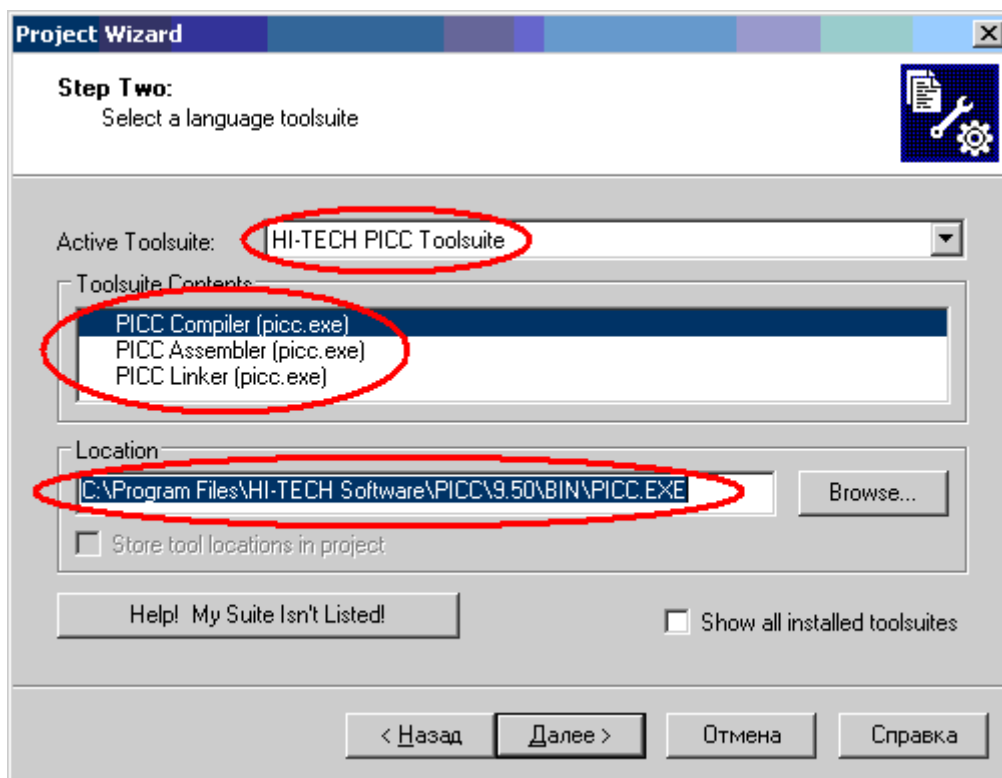 Project Wizard
Step Two:
Select a language toolsuite
Active Toolsuite: HI-TECH PICC Toolsuite
Toolsuite Contents
PICC Compiler (picc.exe)
PICC Assembler (picc.exe)
PICC Linker (picc.exe)
Location
C:\Program Files\HI-TECH Software\PICC\9.50\BIN\PICC.EXE Browse...
Store tool locations in project
Help! My Suite Isn't Listed! Show all installed toolsuites
< Назад Далее > Отмена Справка